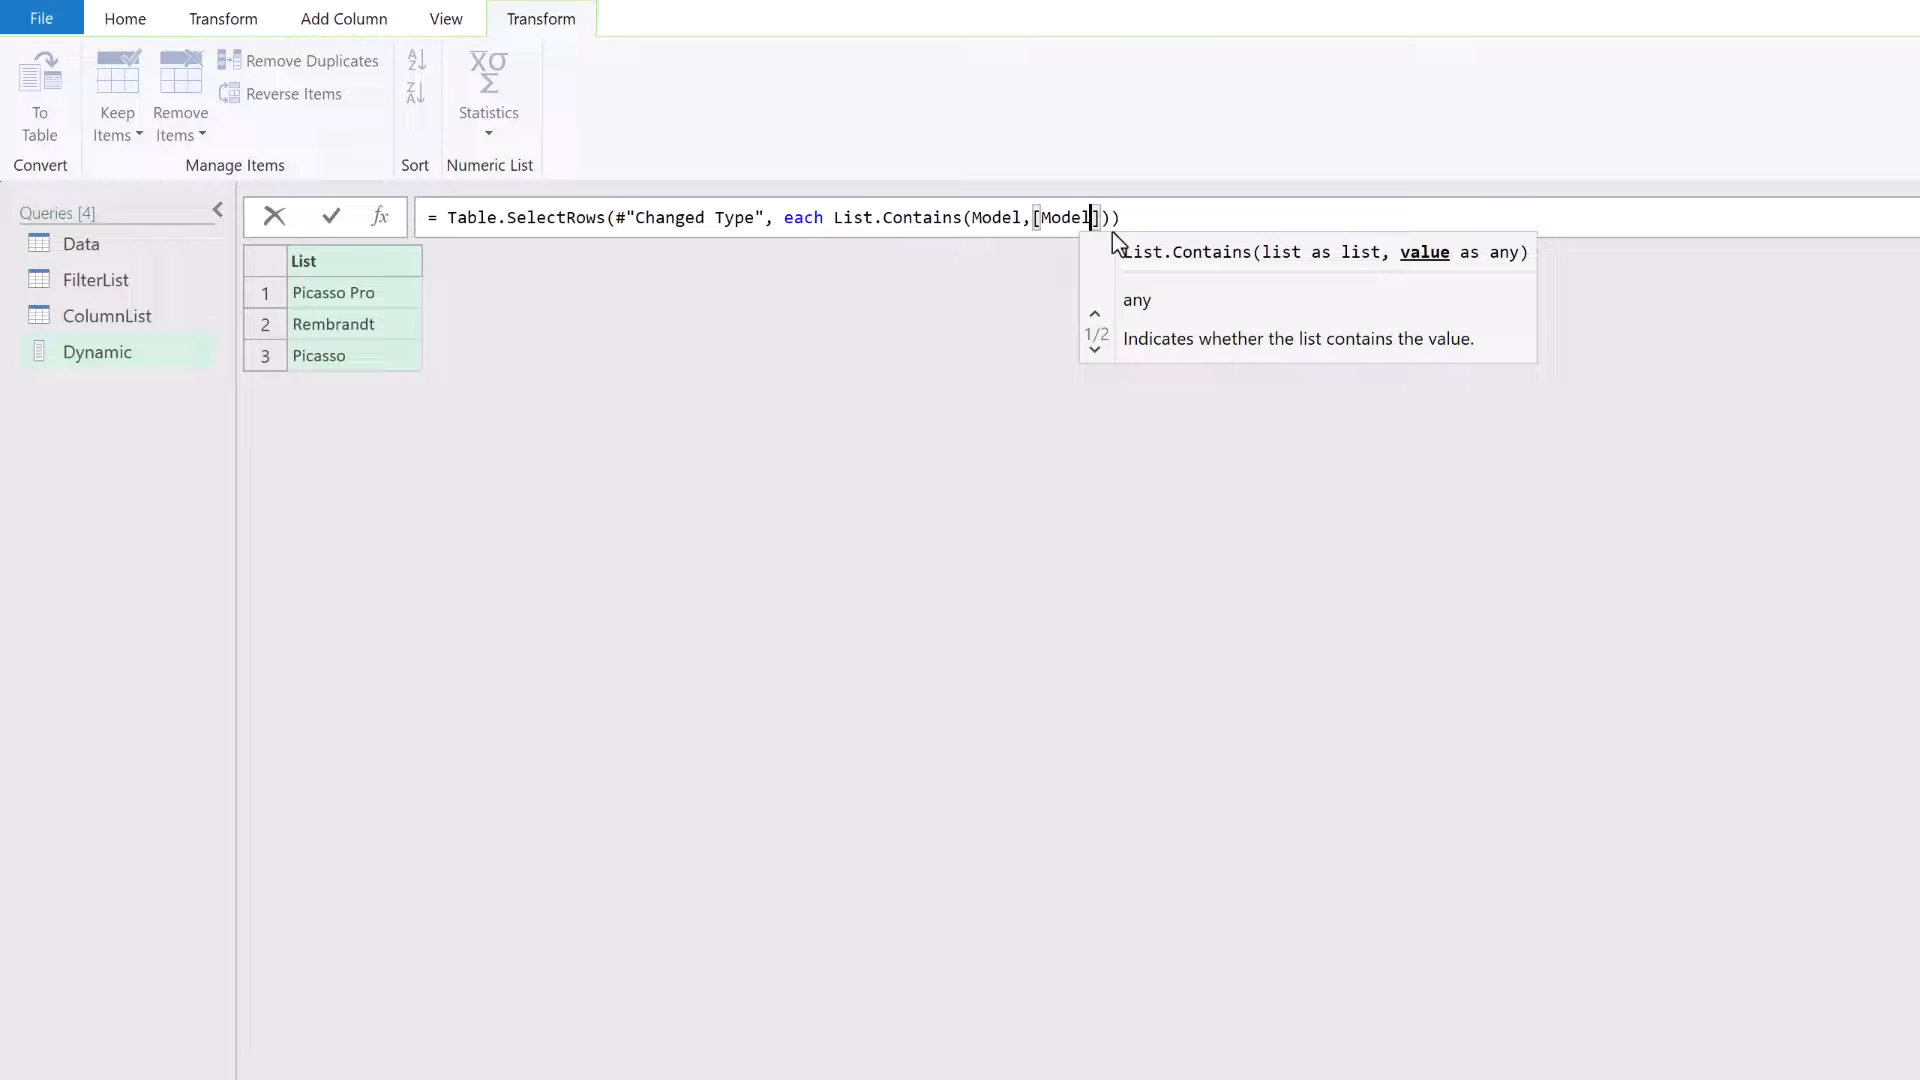 File
Home
Transform
Add Column
View
Transform
To
Table
Keep
Items
Remove
Items
Remove Duplicates
Reverse Items
Statistics
Convert
Manage Items
Sort
Numeric List
Queries [4]
Data
FilterList
ColumnList
Dynamic
fx
= Table.SelectRows(#"Changed Type", each List.Contains(Model,[Model]))
List.Contains(list as list, value as any)
any
1/2
Indicates whether the list contains the value.
List
1 Picasso Pro
2 Rembrandt
3 Picasso